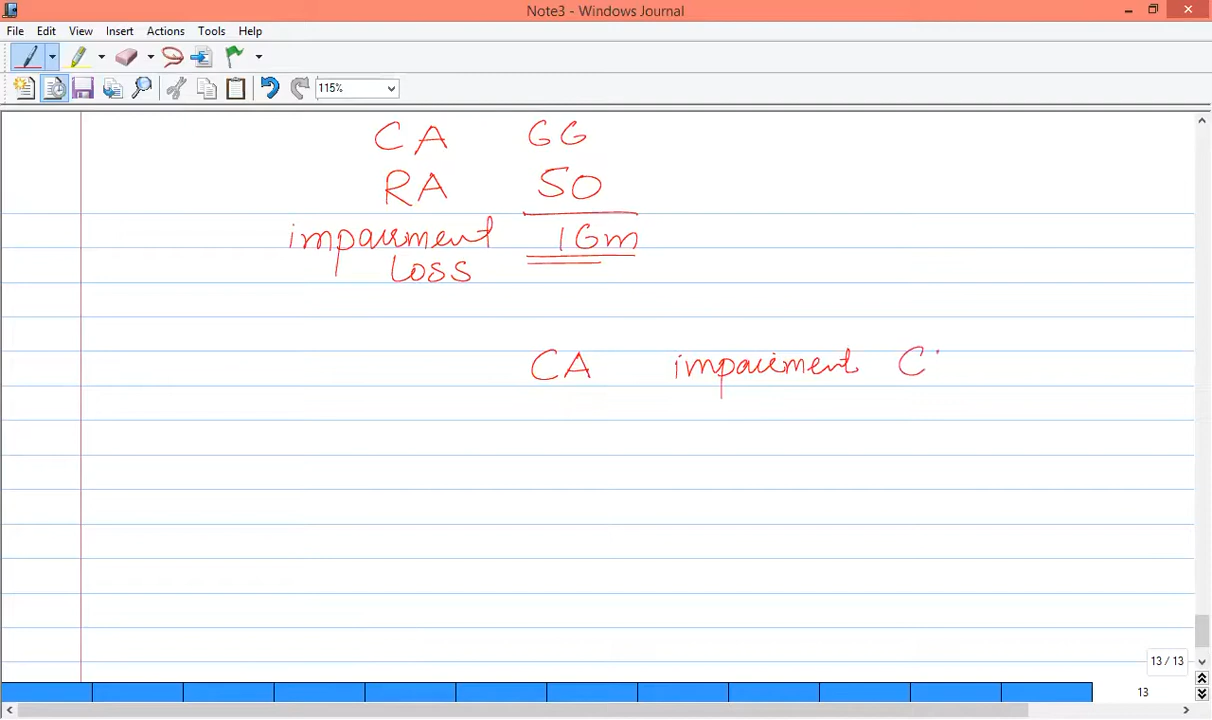 Note3 - Windows Journal
File Edit View Insert Actions Tools Help
115%
CA 66
RA 50
impairment 16m
Loss
CA impairment C
13 / 13
13